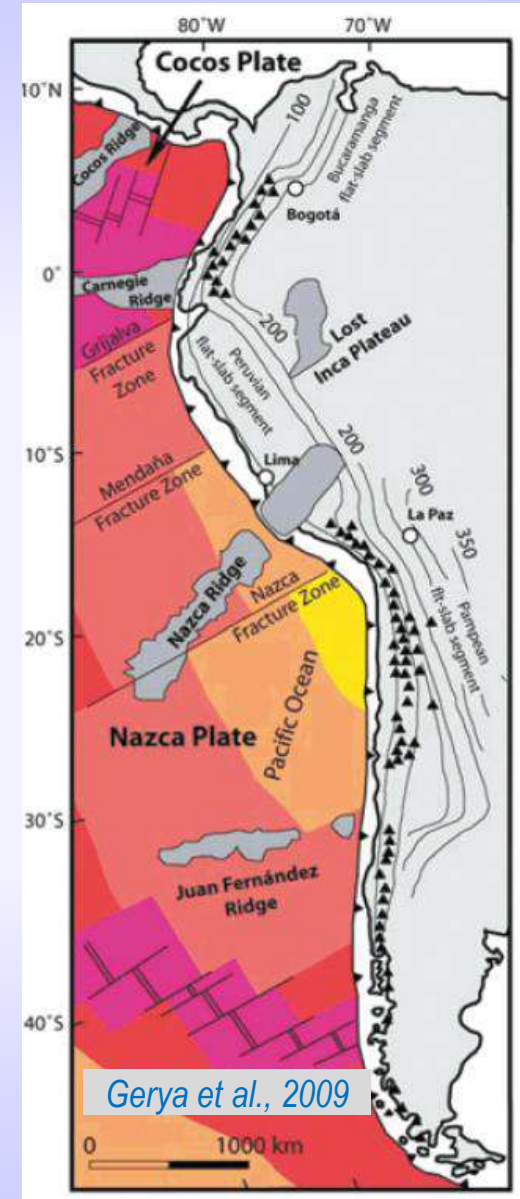 80˚W
70˚W
Cocos Plate
10˚N
Cocos Ridge
100
Bucaramanga
flat-slab segment
Bogotá
0˚
Carnegie
Ridge
200
Lost
Inca Plateau
Grijalva
Fracture
Zone
Peruvian
flat-slab segment
10˚S
Lima
200
Mendaña
Fracture Zone
300
La Paz
350
Nazca Ridge
Nazca
Fracture Zone
Pampean
flt-slab segment
20˚S
Pacific Ocean
Nazca Plate
30˚S
Juan Fernández
Ridge
40˚S
Gerya et al., 2009
0
1000 km